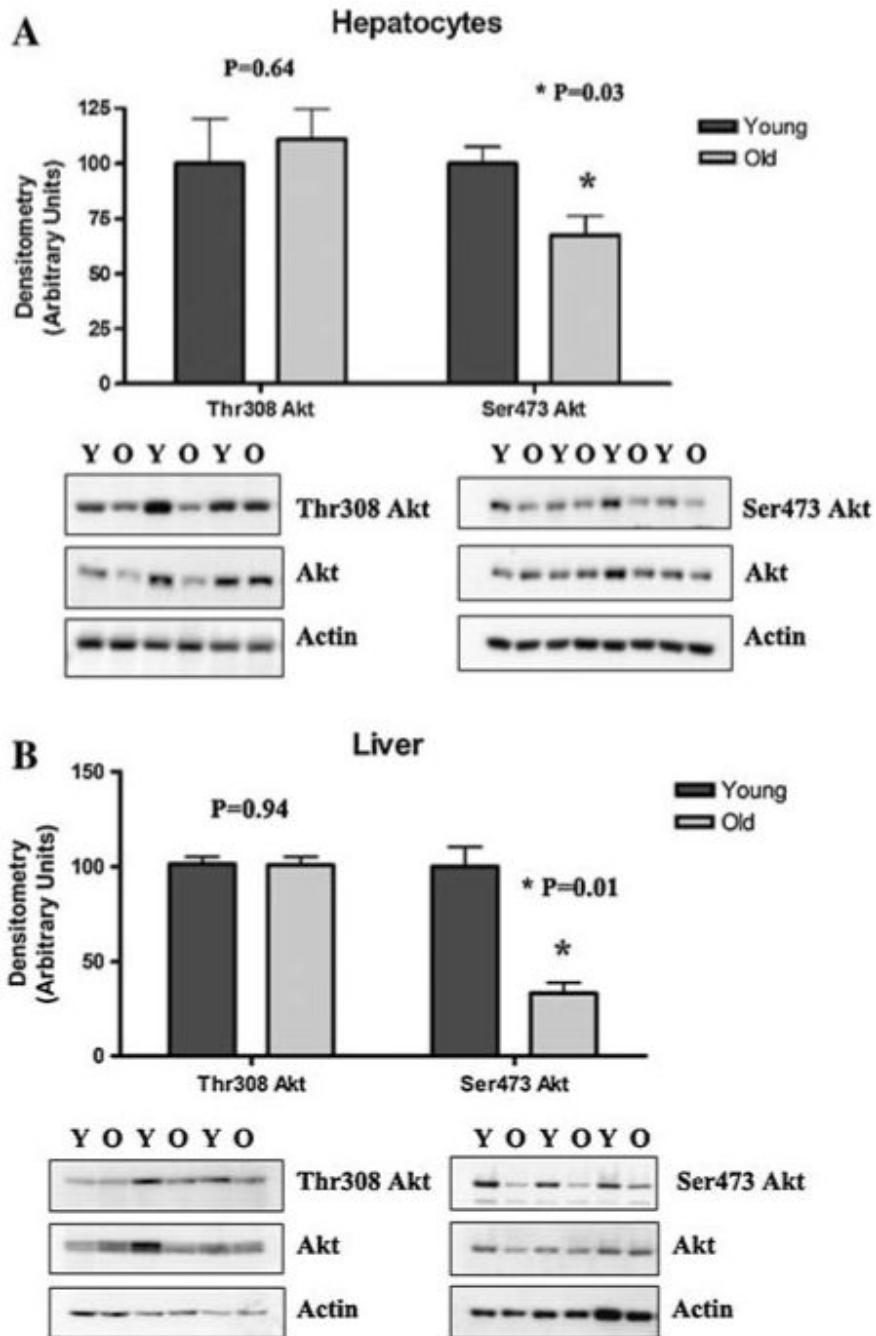 A
Hepatocytes
P=0.64
* P=0.03
Young
Old
*
Densitometry
(Arbitrary Units)
125
100
75
50
25
0
Thr308 Akt
Ser473 Akt
Y O Y O Y O
Thr308 Akt
Akt
Actin
Y O Y O Y O Y O
Ser473 Akt
Akt
Actin
B
Liver
P=0.94
* P=0.01
Young
Old
*
Densitometry
(Arbitrary Units)
150
100
50
0
Thr308 Akt
Ser473 Akt
Y O Y O Y O
Thr308 Akt
Akt
Actin
Y O Y O Y O
Ser473 Akt
Akt
Actin